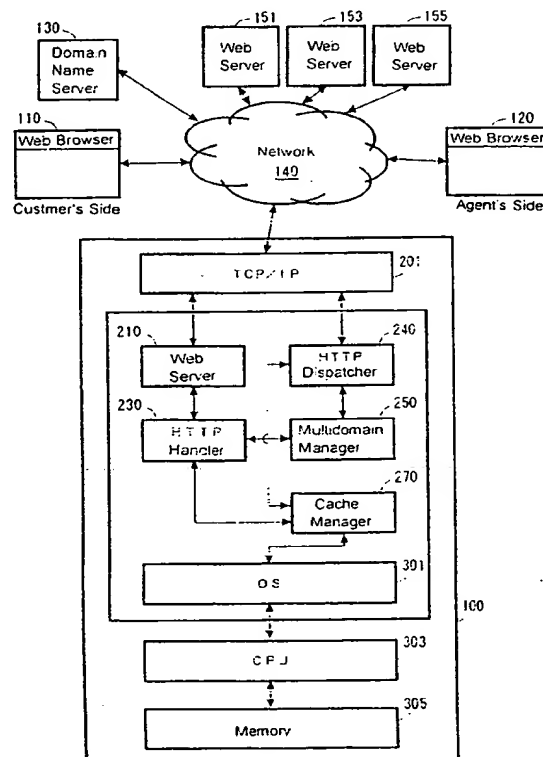 130
Domain
Name
Server
151
Web
Server
153
Web
Server
155
Web
Server
110
Web Browser
Custmer's Side
Network
140
120
Web Browser
Agent's Side
TCP/IP
201
210
Web
Server
240
HTTP
Dispatcher
230
HTTP
Handler
250
Multidomain
Manager
270
Cache
Manager
OS
301
100
CPU
303
Memory
305